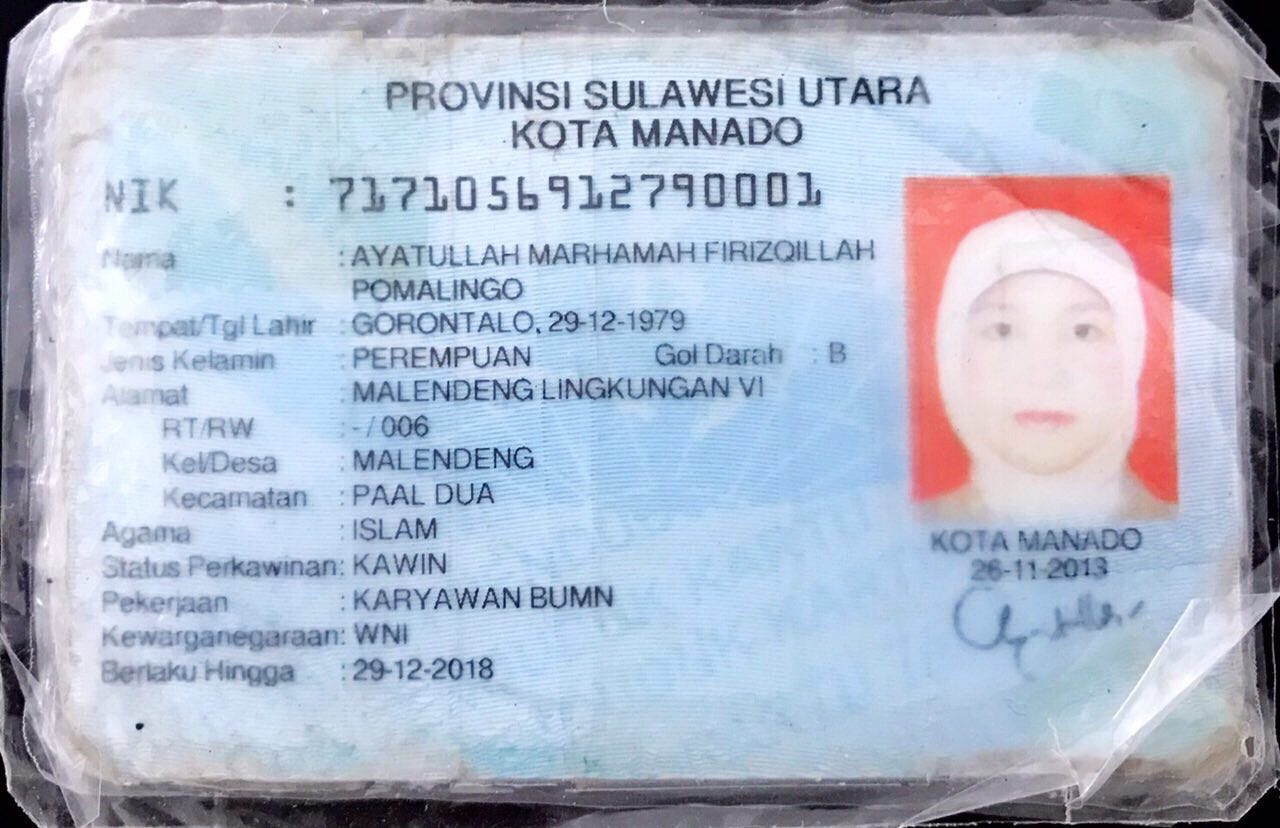 PROVINSI SULAWESI UTARA
KOTA MANADO
NIK : 7171056912790001
Nama : AYATULLAH MARHAMAH FIRIZQILLAH
POMALINGO
Tempat/Tgl Lahir : GORONTALO, 29-12-1979
Jenis Kelamin : PEREMPUAN Gol Darah : B
Alamat : MALENDENG LINGKUNGAN VI
RT/RW : - / 006
Kel/Desa : MALENDENG
Kecamatan : PAAL DUA
Agama : ISLAM
Status Perkawinan: KAWIN
Pekerjaan : KARYAWAN BUMN
Kewarganegaraan: WNI
Berlaku Hingga : 29-12-2018
KOTA MANADO
26-11-2013